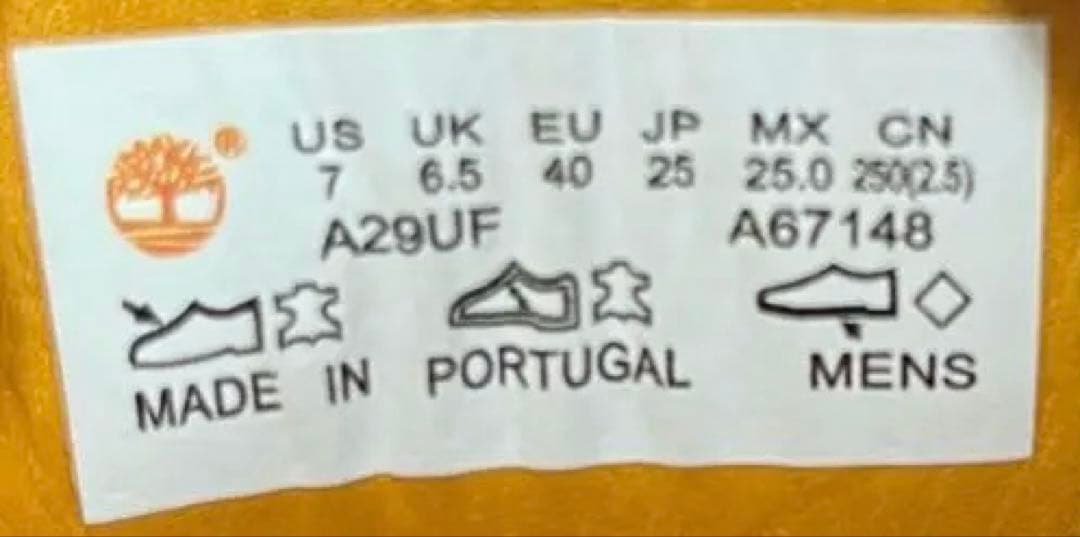 ® US UK EU JP MX CN
7 6.5 40 25 25.0 250(2.5)
A29UF A67148
MADE IN PORTUGAL MENS